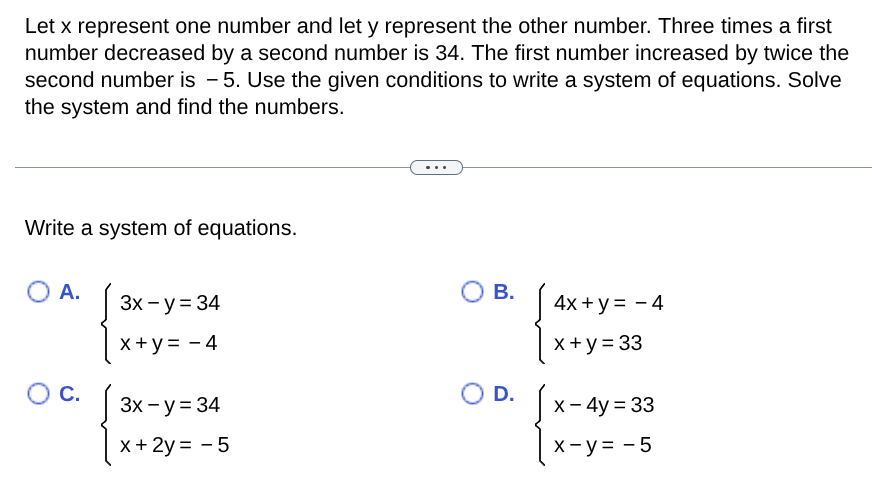 Let x represent one number and let y represent the other number. Three times a first
number decreased by a second number is 34. The first number increased by twice the
second number is − 5. Use the given conditions to write a system of equations. Solve
the system and find the numbers.
Write a system of equations.
A.
3x − y = 34
x + y = − 4
B.
4x + y = − 4
x + y = 33
C.
3x − y = 34
x + 2y = − 5
D.
x − 4y = 33
x − y = − 5